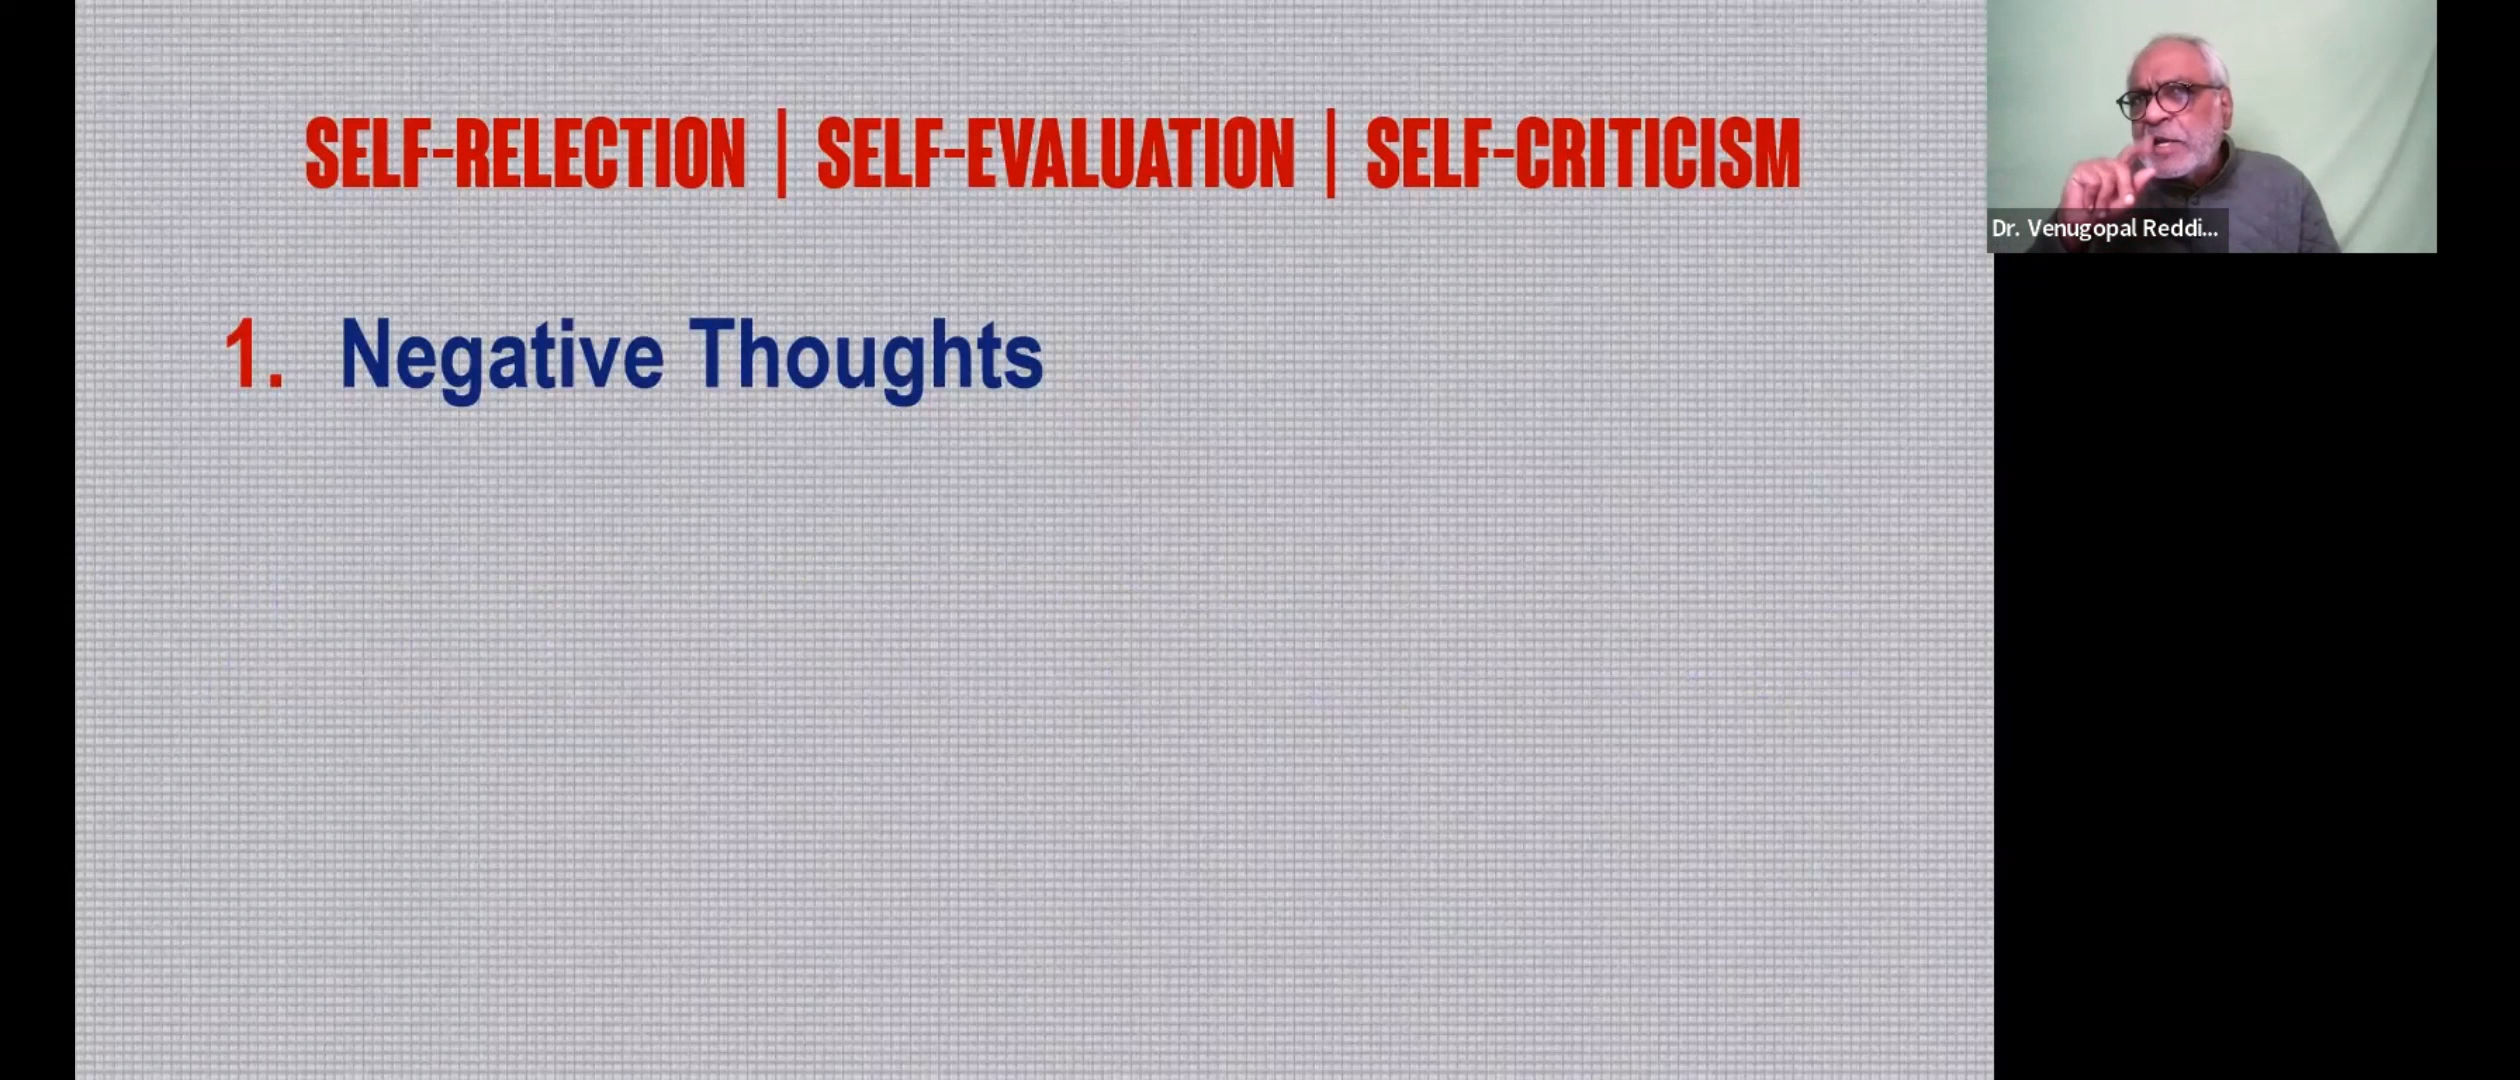 SELF-RELECTION | SELF-EVALUATION | SELF-CRITICISM
1. Negative Thoughts
Dr. Venugopal Reddi...